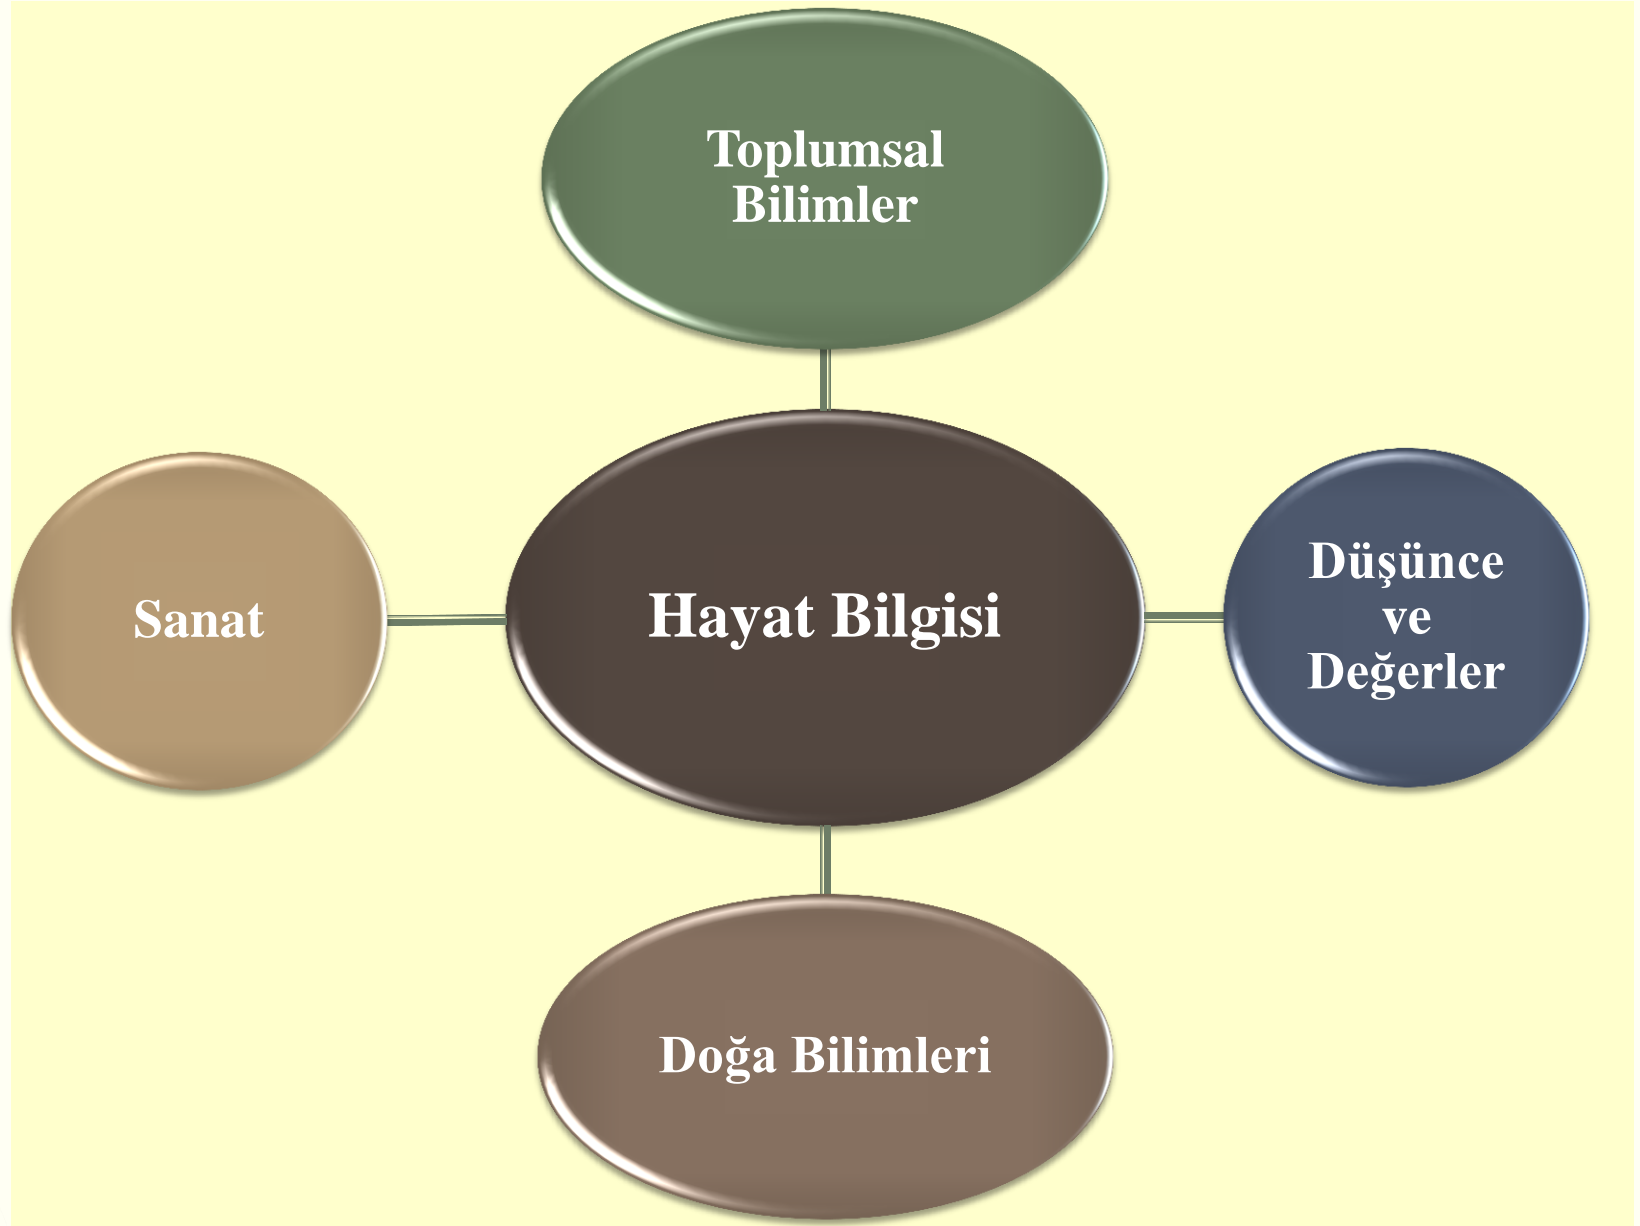 Toplumsal
Bilimler
Sanat
Hayat Bilgisi
Düşünce
ve
Değerler
Doğa Bilimleri